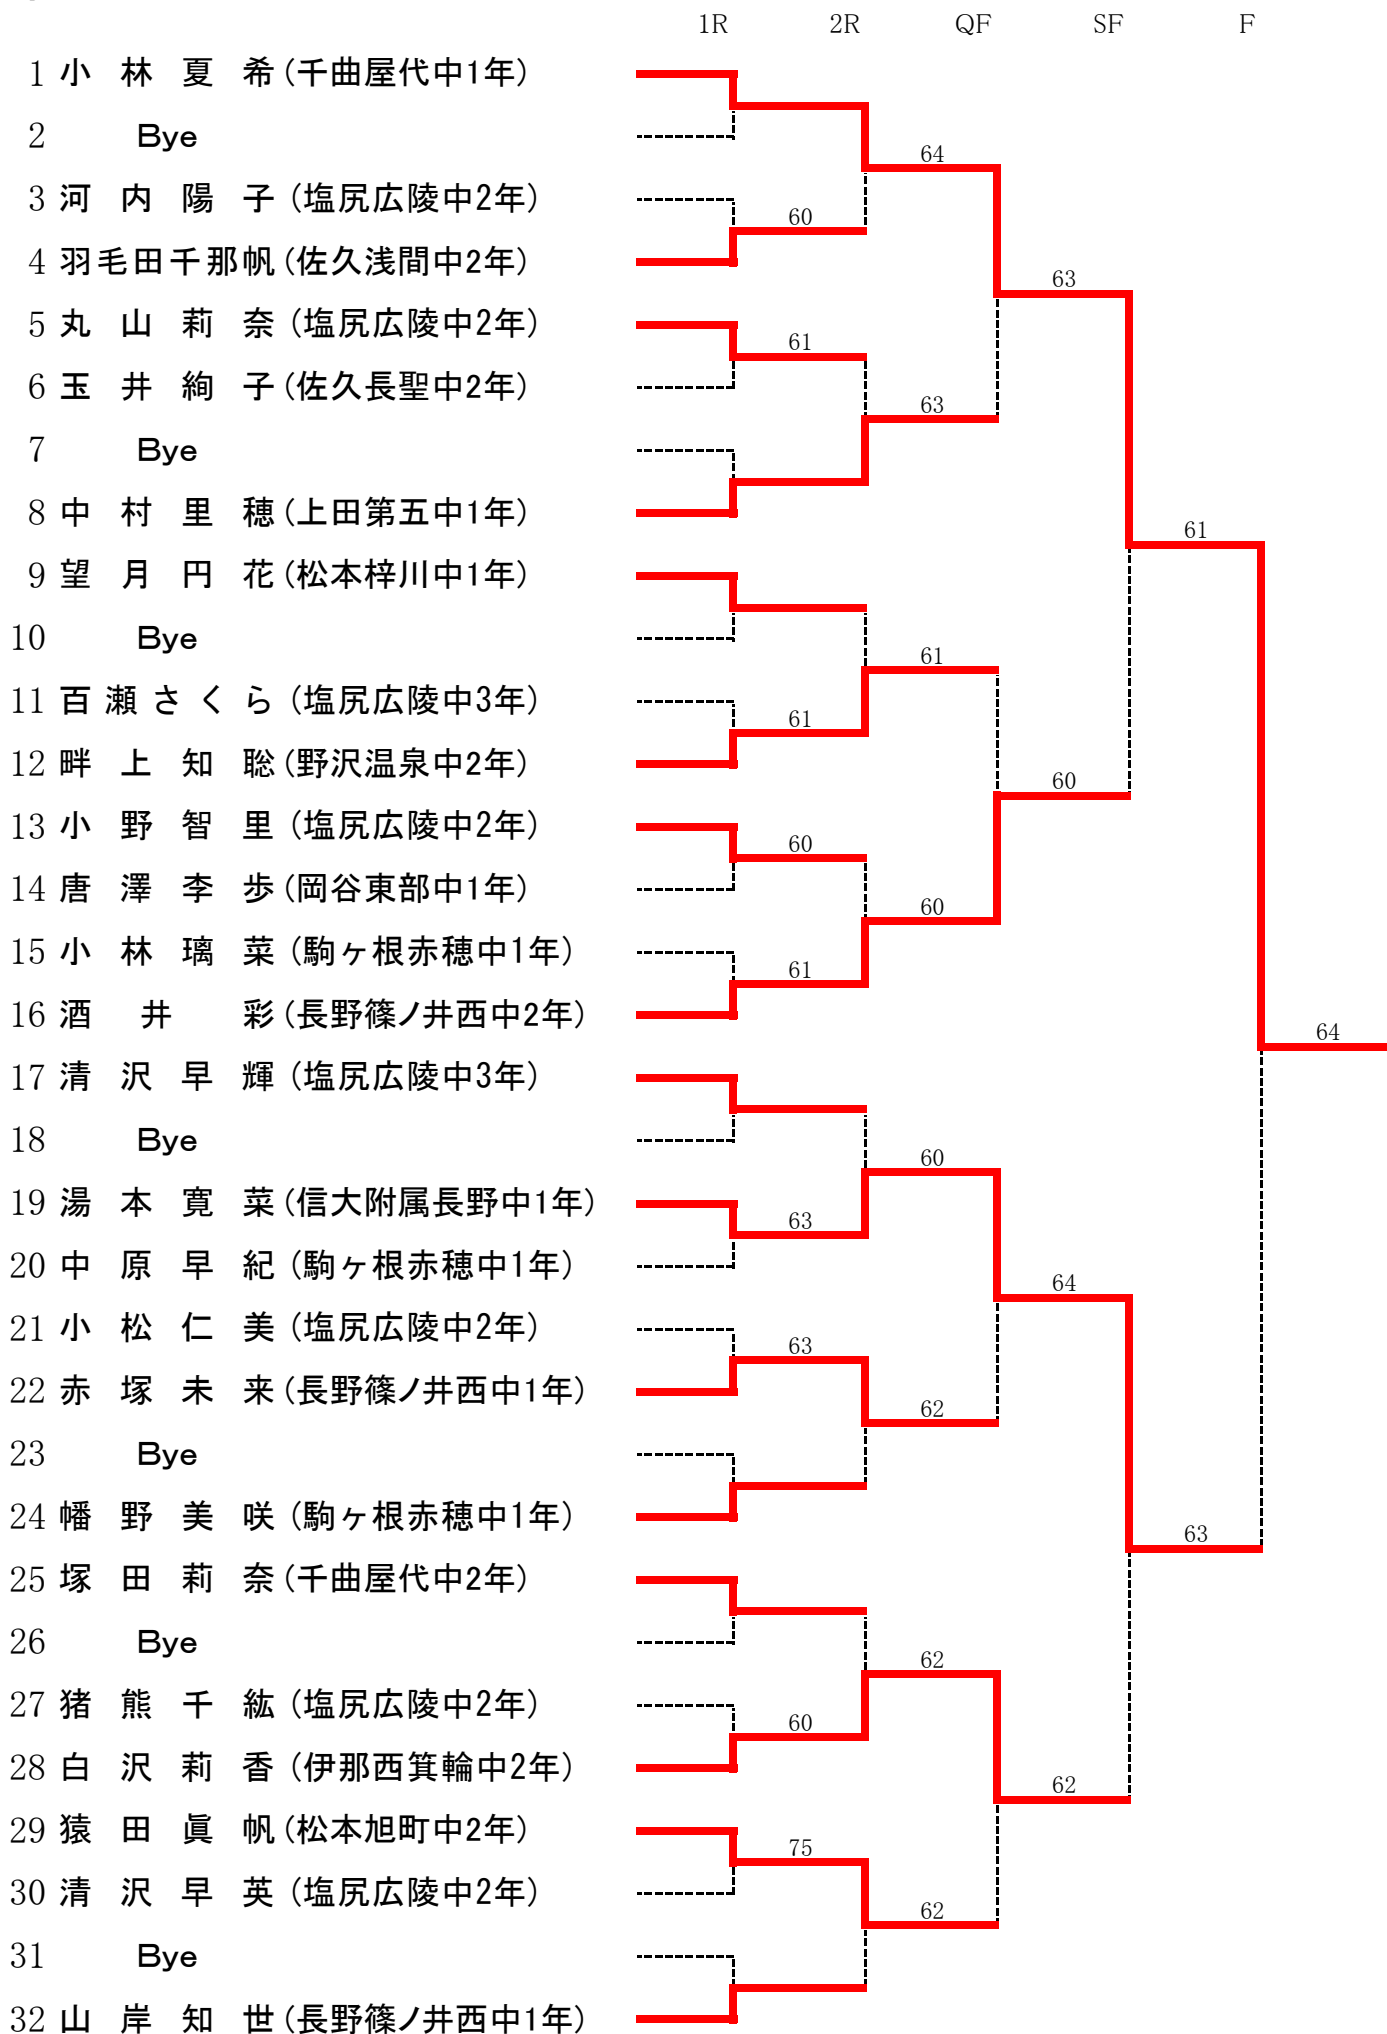 1R 2R QF SF F
1 小 林 夏 希(千曲屋代中1年)
2 Bye
64
3 河 内 陽 子(塩尻広陵中2年)
60
4 羽毛田千那帆(佐久浅間中2年)
63
5 丸 山 莉 奈(塩尻広陵中2年)
61
6 玉 井 絢 子(佐久長聖中2年)
63
7 Bye
8 中 村 里 穂(上田第五中1年)
61
9 望 月 円 花(松本梓川中1年)
10 Bye
61
11 百 瀬 さ く ら(塩尻広陵中3年)
61
12 畔 上 知 聡(野沢温泉中2年)
60
13 小 野 智 里(塩尻広陵中2年)
60
14 唐 澤 李 歩(岡谷東部中1年)
60
15 小 林 璃 菜(駒ヶ根赤穂中1年)
61
16 酒 井 彩(長野篠ノ井西中2年)
64
17 清 沢 早 輝(塩尻広陵中3年)
18 Bye
60
19 湯 本 寛 菜(信大附属長野中1年)
63
20 中 原 早 紀(駒ヶ根赤穂中1年)
64
21 小 松 仁 美(塩尻広陵中2年)
63
22 赤 塚 未 来(長野篠ノ井西中1年)
62
23 Bye
24 幡 野 美 咲(駒ヶ根赤穂中1年)
63
25 塚 田 莉 奈(千曲屋代中2年)
26 Bye
62
27 猪 熊 千 紘(塩尻広陵中2年)
60
28 白 沢 莉 香(伊那西箕輪中2年)
62
29 猿 田 眞 帆(松本旭町中2年)
75
30 清 沢 早 英(塩尻広陵中2年)
62
31 Bye
32 山 岸 知 世(長野篠ノ井西中1年)